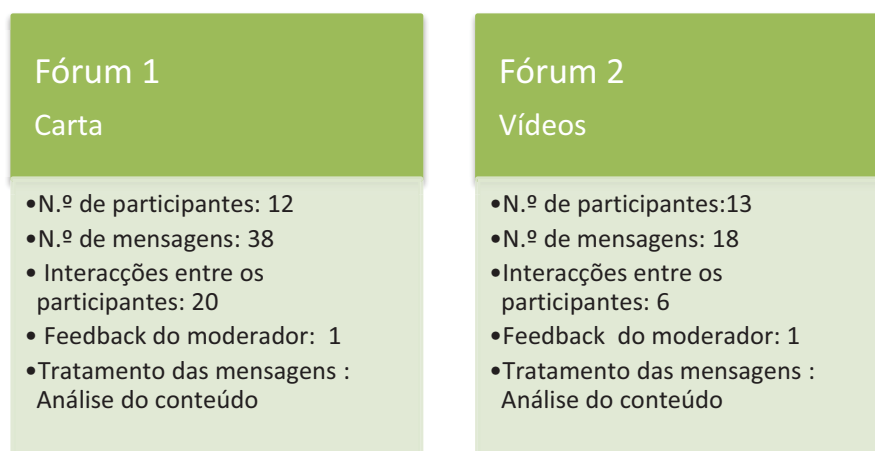 Fórum 1
Carta
•N.º de participantes: 12
•N.º de mensagens: 38
• Interacções entre os
participantes: 20
• Feedback do moderador: 1
•Tratamento das mensagens :
Análise do conteúdo
Fórum 2
Vídeos
•N.º de participantes:13
•N.º de mensagens: 18
•Interacções entre os
participantes: 6
•Feedback do moderador: 1
•Tratamento das mensagens :
Análise do conteúdo